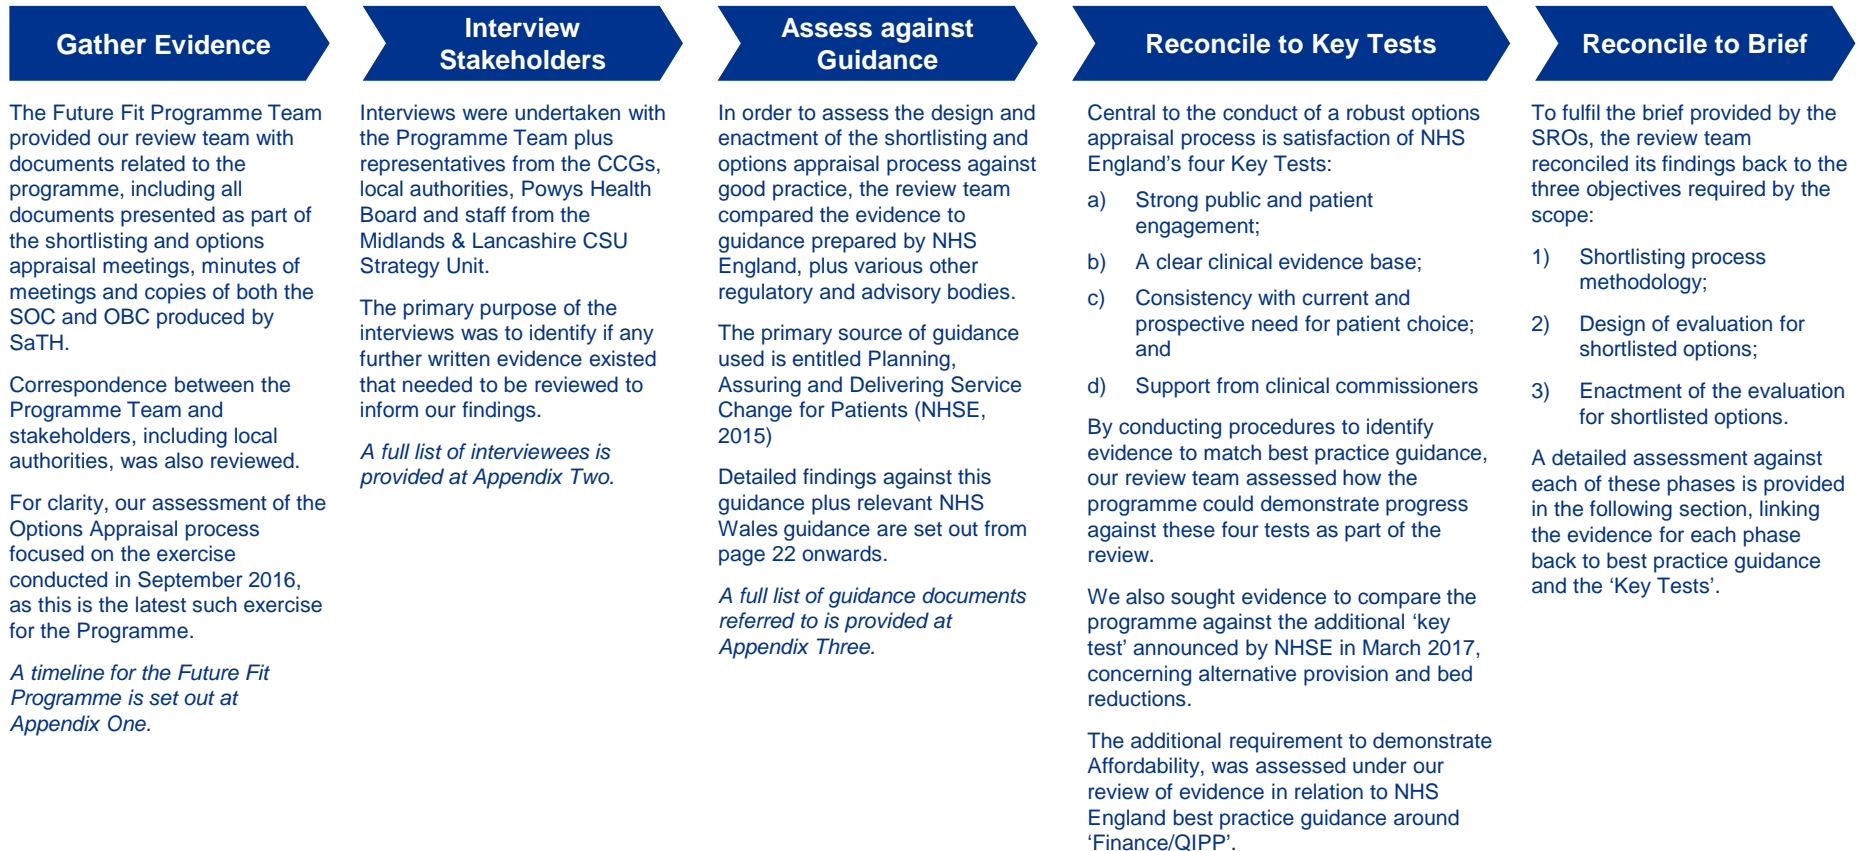 Gather Evidence
The Future Fit Programme Team
provided our review team with
documents related to the
programme, including all
documents presented as part of
the shortlisting and options
appraisal meetings, minutes of
meetings and copies of both the
SOC and OBC produced by
SaTH.
Correspondence between the
Programme Team and
stakeholders, including local
authorities, was also reviewed.
For clarity, our assessment of the
Options Appraisal process
focused on the exercise
conducted in September 2016,
as this is the latest such exercise
for the Programme.
A timeline for the Future Fit
Programme is set out at
Appendix One.
Interview
Stakeholders
Interviews were undertaken with
the Programme Team plus
representatives from the CCGs,
local authorities, Powys Health
Board and staff from the
Midlands & Lancashire CSU
Strategy Unit.
The primary purpose of the
interviews was to identify if any
further written evidence existed
that needed to be reviewed to
inform our findings.
A full list of interviewees is
provided at Appendix Two.
Assess against
Guidance
In order to assess the design and
enactment of the shortlisting and
options appraisal process against
good practice, the review team
compared the evidence to
guidance prepared by NHS
England, plus various other
regulatory and advisory bodies.
The primary source of guidance
used is entitled Planning,
Assuring and Delivering Service
Change for Patients (NHSE,
2015)
Detailed findings against this
guidance plus relevant NHS
Wales guidance are set out from
page 22 onwards.
A full list of guidance documents
referred to is provided at
Appendix Three.
Reconcile to Key Tests
Central to the conduct of a robust options
appraisal process is satisfaction of NHS
England's four Key Tests:
a) Strong public and patient
engagement;
b) A clear clinical evidence base;
c) Consistency with current and
prospective need for patient choice;
and
d) Support from clinical commissioners
By conducting procedures to identify
evidence to match best practice guidance,
our review team assessed how the
programme could demonstrate progress
against these four tests as part of the
review.
We also sought evidence to compare the
programme against the additional ‘key
test’ announced by NHSE in March 2017,
concerning alternative provision and bed
reductions.
The additional requirement to demonstrate
Affordability, was assessed under our
review of evidence in relation to NHS
England best practice guidance around
‘Finance/QIPP’.
Reconcile to Brief
To fulfil the brief provided by the
SROs, the review team
reconciled its findings back to the
three objectives required by the
scope:
1) Shortlisting process
methodology;
2) Design of evaluation for
shortlisted options;
3) Enactment of the evaluation
for shortlisted options.
A detailed assessment against
each of these phases is provided
in the following section, linking
the evidence for each phase
back to best practice guidance
and the ‘Key Tests’.